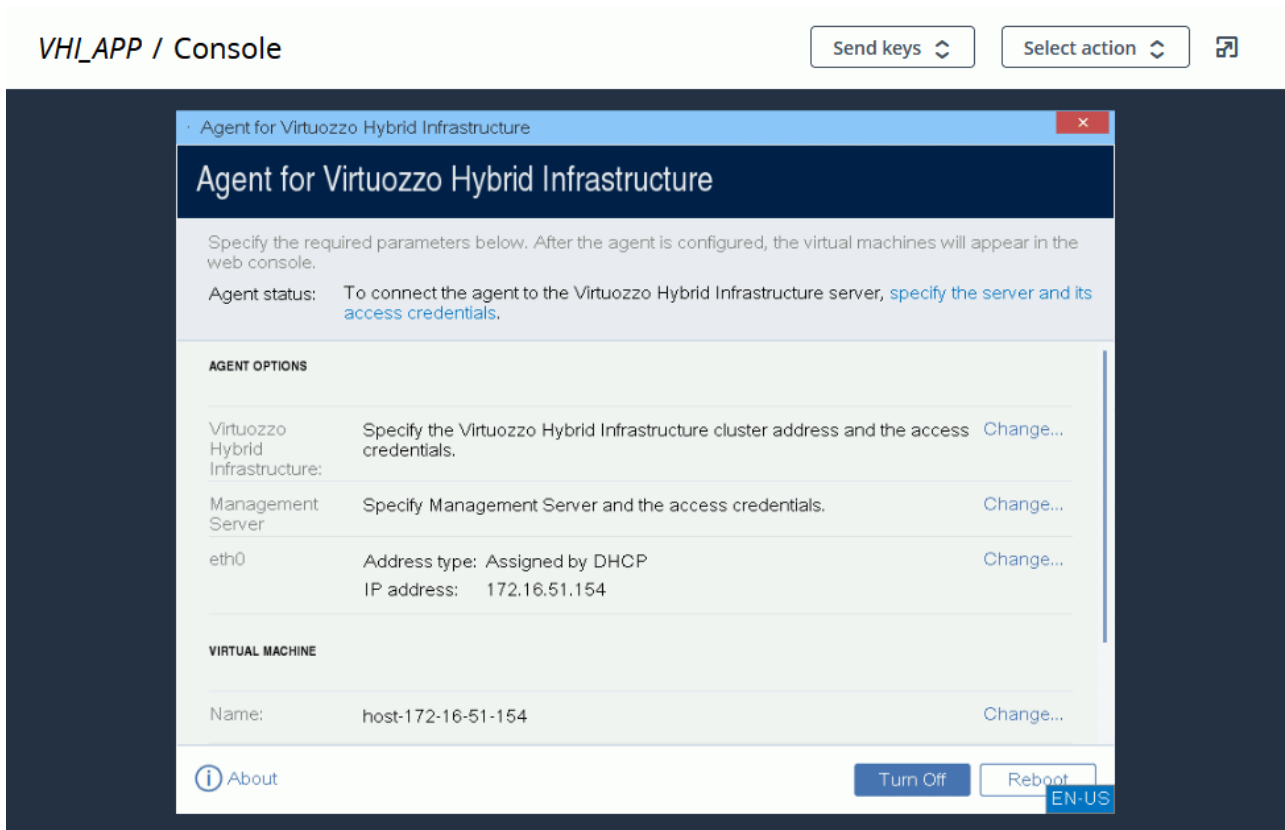 VHI_APP / Console
Send keys
Select action
Agent for Virtuozzo Hybrid Infrastructure
Agent for Virtuozzo Hybrid Infrastructure
Specify the required parameters below. After the agent is configured, the virtual machines will appear in the
web console.
Agent status: To connect the agent to the Virtuozzo Hybrid Infrastructure server, specify the server and its
access credentials.
AGENT OPTIONS
Virtuozzo
Hybrid
Infrastructure:
Specify the Virtuozzo Hybrid Infrastructure cluster address and the access
credentials.
Change...
Management
Server
Specify Management Server and the access credentials.
Change...
eth0
Address type: Assigned by DHCP
IP address: 172.16.51.154
Change...
VIRTUAL MACHINE
Name:
host-172-16-51-154
Change...
About
Turn Off
Reboot
EN-US